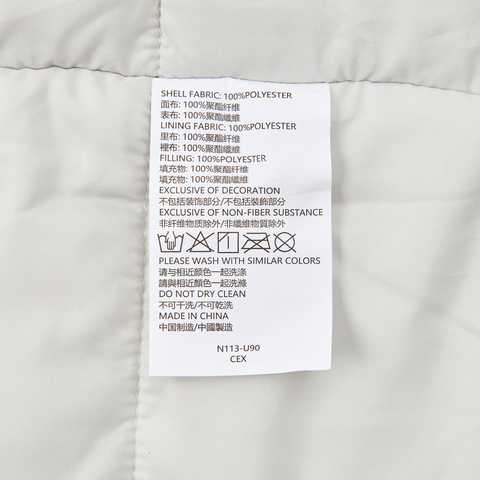 SHELL FABRIC: 100%POLYESTER
面布: 100%聚酯纤维
表布: 100%聚酯纖維
LINING FABRIC: 100%POLYESTER
里布: 100%聚酯纤维
裡布: 100%聚酯纖維
FILLING: 100%POLYESTER
填充物: 100%聚酯纤维
填充物: 100%聚酯纖維
EXCLUSIVE OF DECORATION
不包括装饰部分/不包括裝飾部分
EXCLUSIVE OF NON-FIBER SUBSTANCE
非纤维物质除外/非纖維物質除外
PLEASE WASH WITH SIMILAR COLORS
请与相近顏色一起洗涤
請與相近顏色一起洗滌
DO NOT DRY CLEAN
不可干洗/不可乾洗
MADE IN CHINA
中国制造/中國製造
N113-U90
CEX